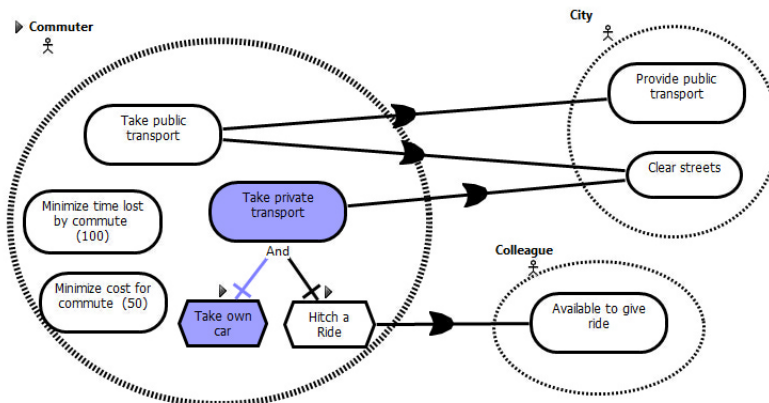 Commuter
City
Provide public
transport
Take public
transport
Clear streets
Take private
transport
Minimize time lost
by commute
(100)
And
Colleague
Minimize cost for
commute (50)
Take own
car
Hitch a
Ride
Available to give
ride